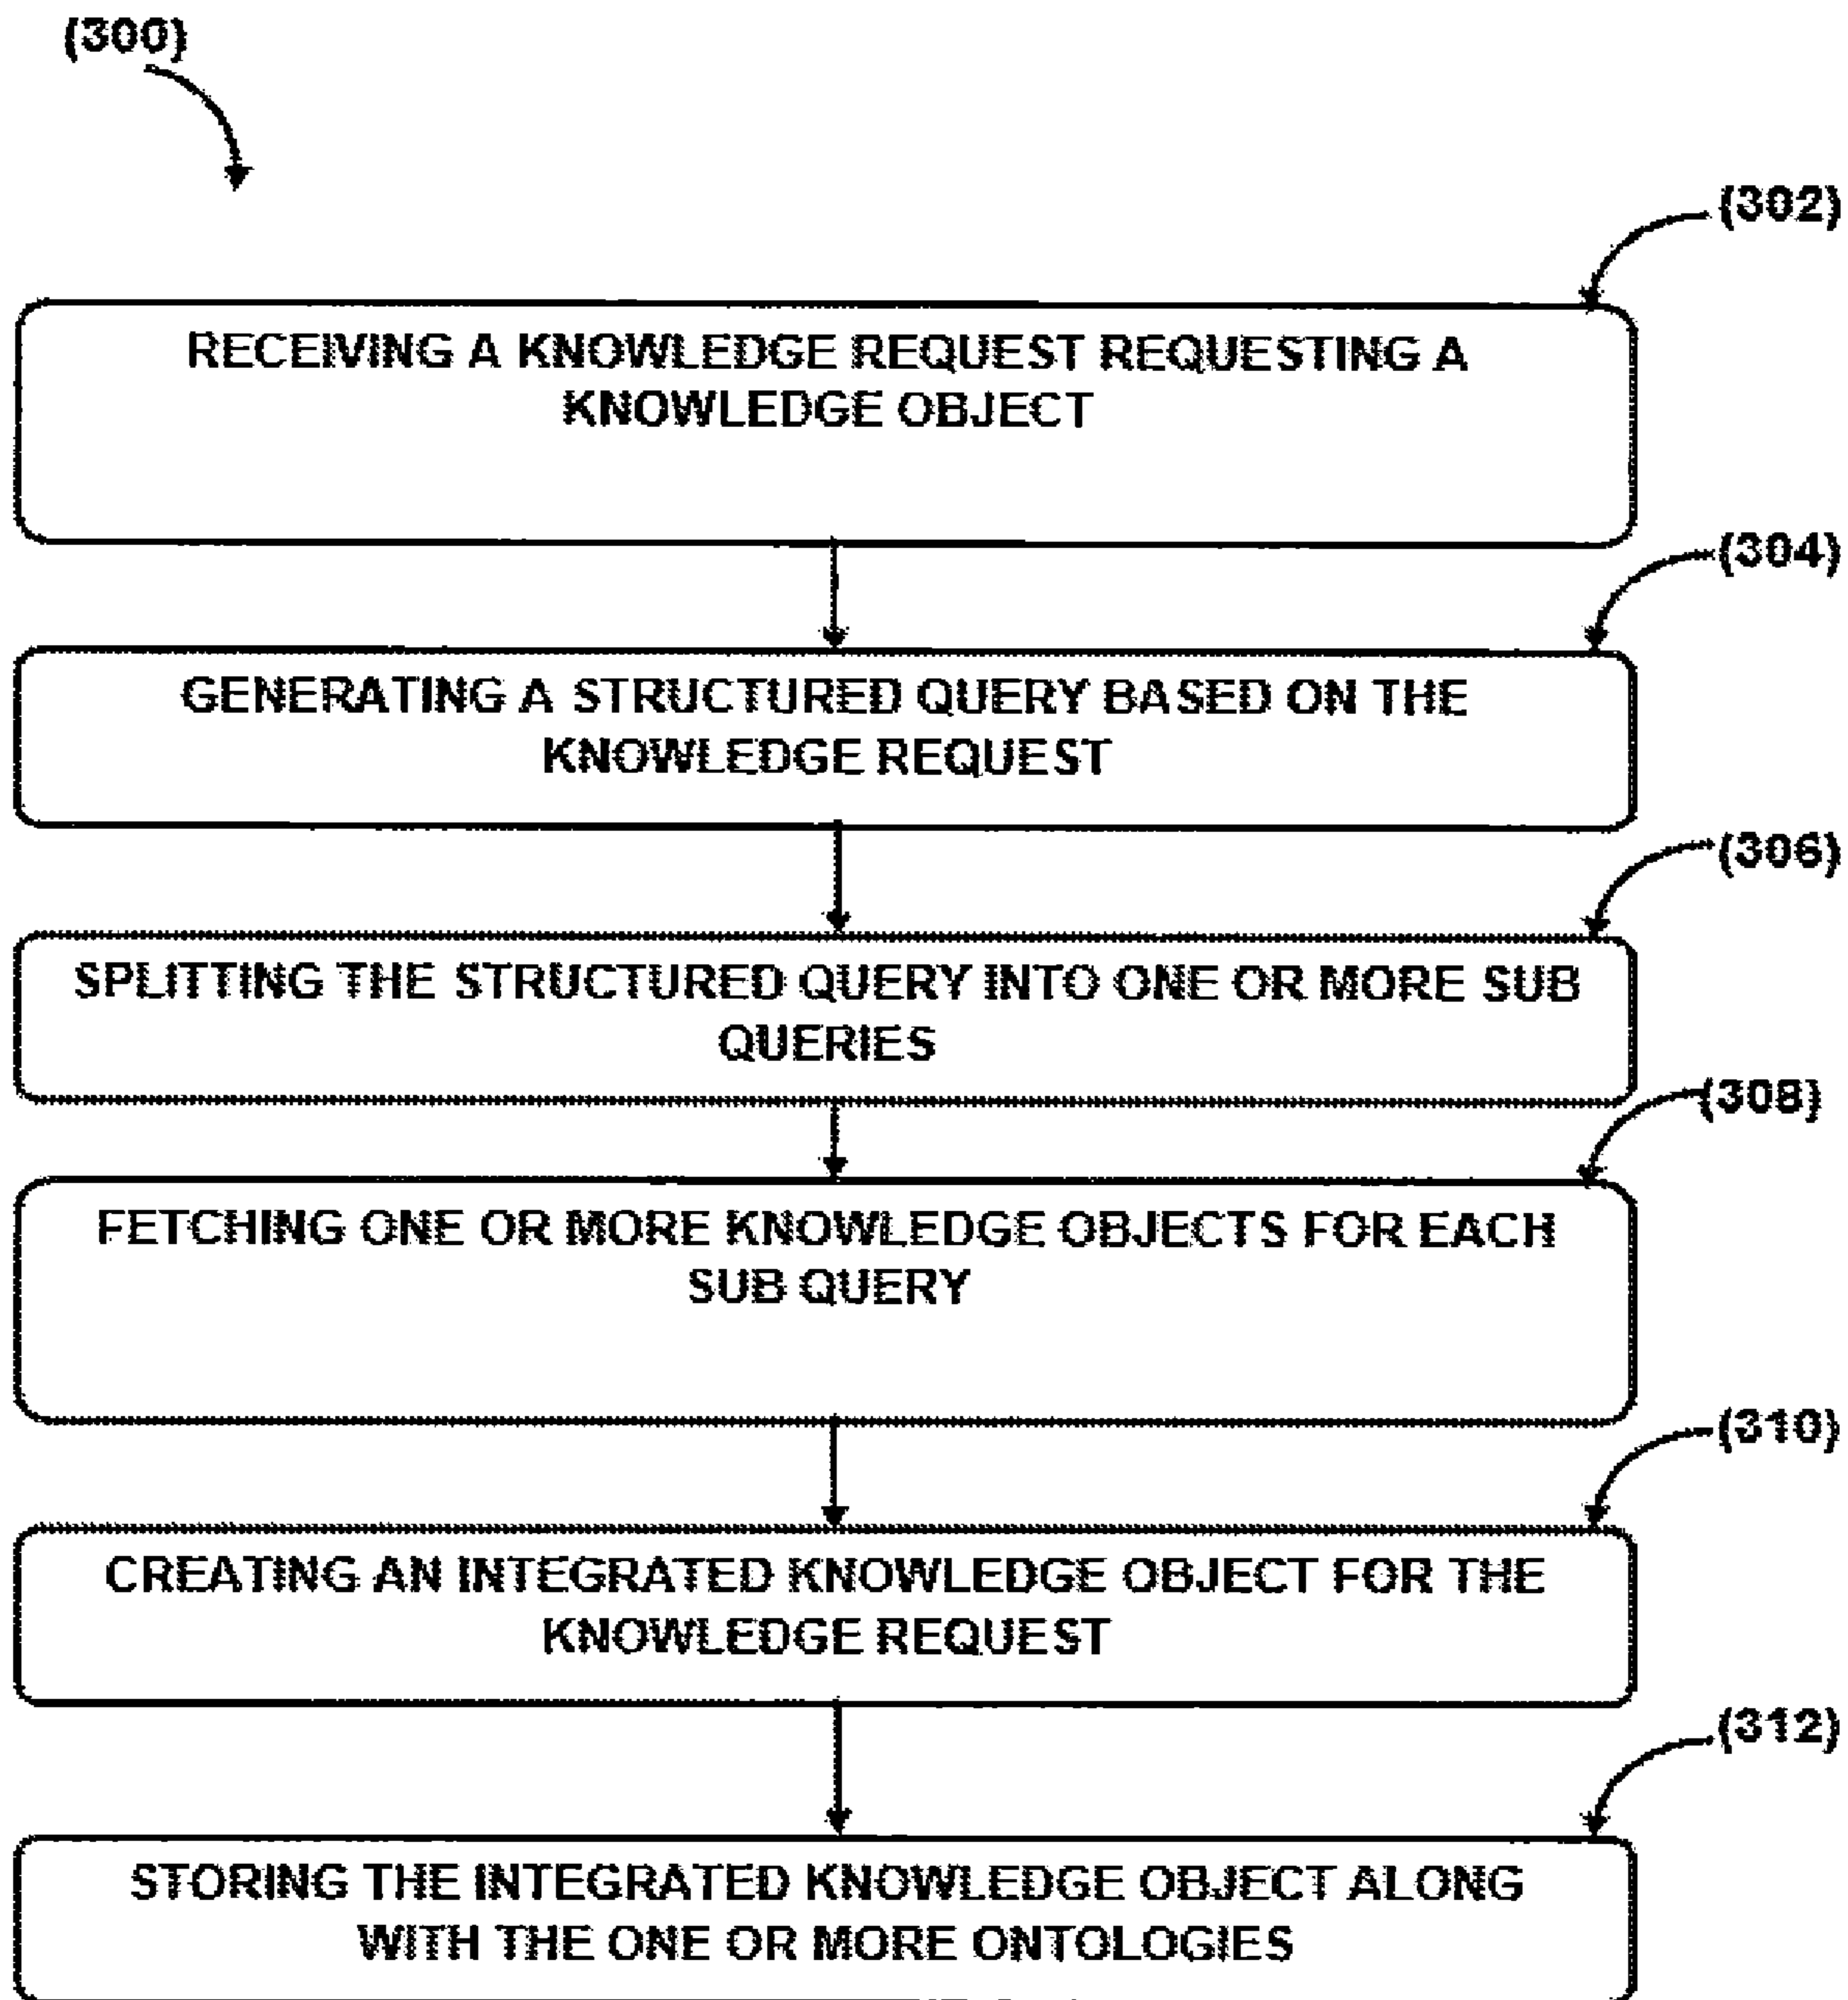 (300)
(302)
RECEIVING A KNOWLEDGE REQUEST REQUESTING A
KNOWLEDGE OBJECT
(304)
GENERATING A STRUCTURED QUERY BASED ON THE
KNOWLEDGE REQUEST
(306)
SPLITTING THE STRUCTURED QUERY INTO ONE OR MORE SUB
QUERIES
(308)
FETCHING ONE OR MORE KNOWLEDGE OBJECTS FOR EACH
SUB QUERY
(310)
CREATING AN INTEGRATED KNOWLEDGE OBJECT FOR THE
KNOWLEDGE REQUEST
(312)
STORING THE INTEGRATED KNOWLEDGE OBJECT ALONG
WITH THE ONE OR MORE ONTOLOGIES